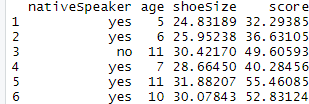 nativeSpeaker age shoeSize score
1 yes 5 24.83189 32.29385
2 yes 6 25.95238 36.63105
3 no 11 30.42170 49.60593
4 yes 7 28.66450 40.28456
5 yes 11 31.88207 55.46085
6 yes 10 30.07843 52.83124